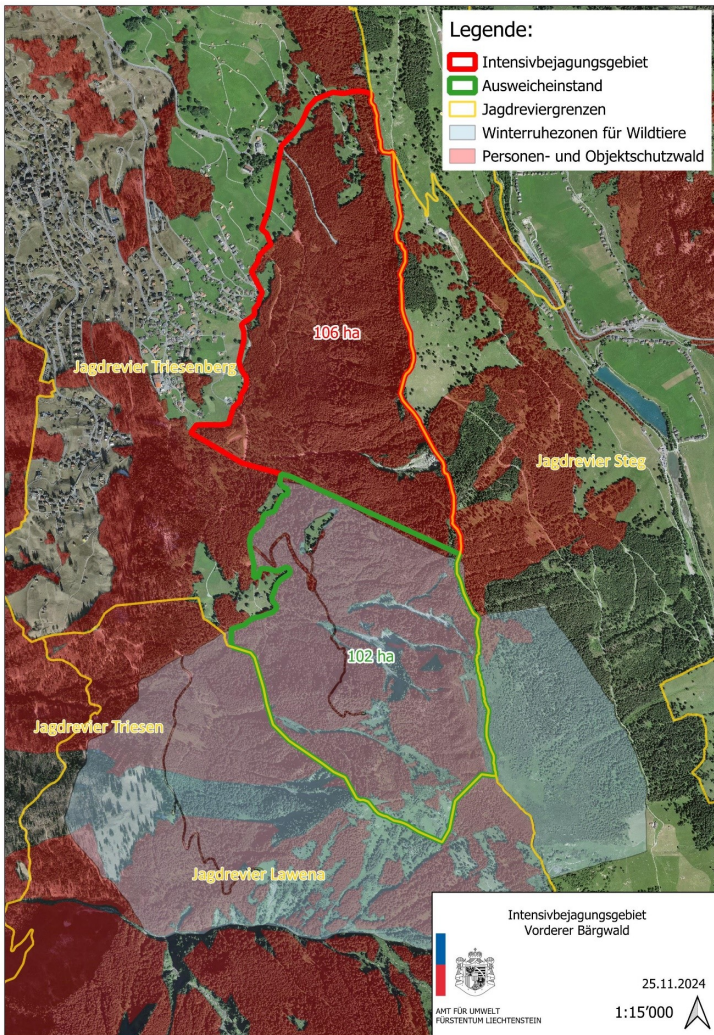 Legende:
Intensivbejagungsgebiet
Ausweicheinstand
Jagdreviergrenzen
Winterruhezonen für Wildtiere
Personen- und Objektschutzwald
106 ha
Jagdrevier Triesenberg
Jagdrevier Steg
102 ha
Jagdrevier Triesen
Jagdrevier Lawena
Intensivbejagungsgebiet
Vorderer Bärgwald
25.11.2024
AMT FÜR UMWELT
FÜRSTENTUM LIECHTENSTEIN
1:15'000